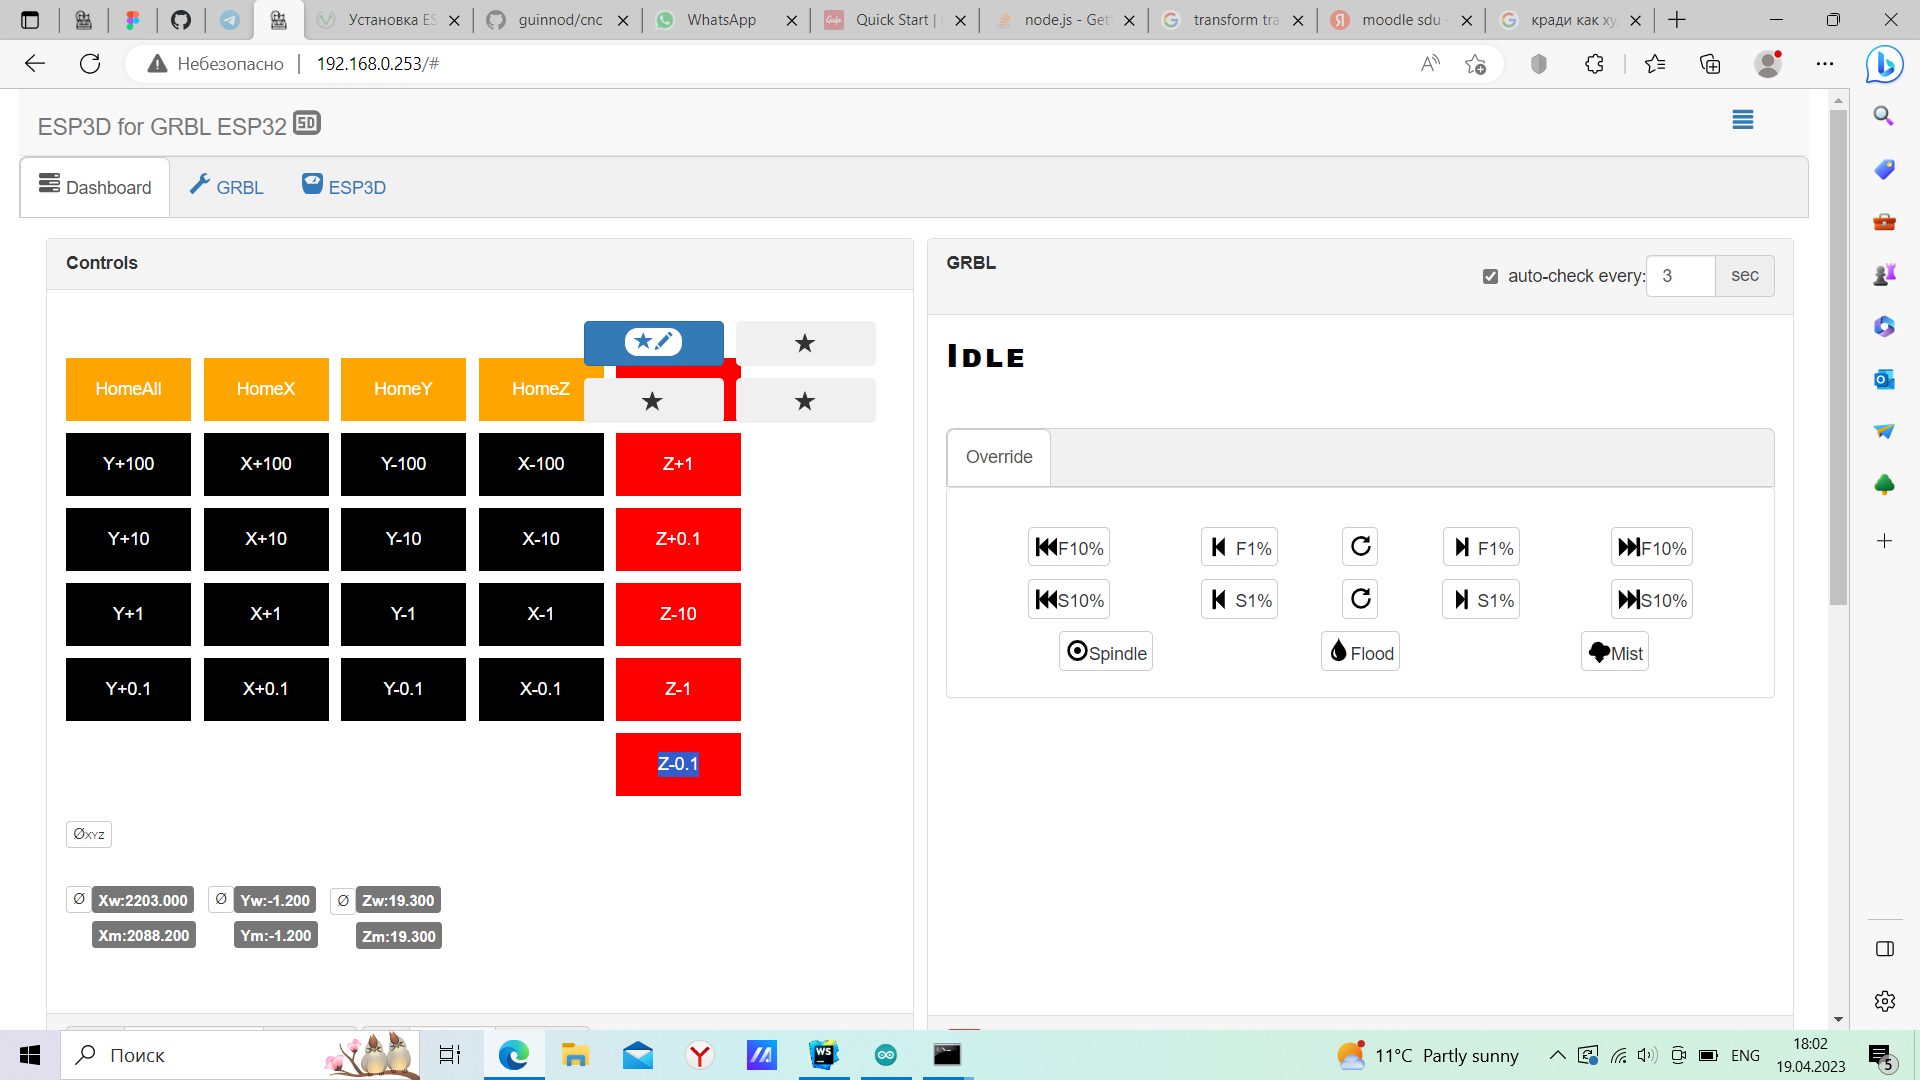 Установка ES
guinnod/cnc
WhatsApp
Quick Start |
node.js - Get
transform tra
moodle sdu -
кради как ху
Небезопасно | 192.168.0.253/#
ESP3D for GRBL ESP32 SD
Dashboard GRBL ESP3D
Controls
HomeAll HomeX HomeY HomeZ
Y+100 X+100 Y-100 X-100 Z+1
Y+10 X+10 Y-10 X-10 Z+0.1
Y+1 X+1 Y-1 X-1 Z-10
Y+0.1 X+0.1 Y-0.1 X-0.1 Z-1
Z-0.1
ØXYZ
Ø Xw:2203.000 Ø Yw:-1.200 Ø Zw:19.300
Xm:2088.200 Ym:-1.200 Zm:19.300
GRBL
auto-check every: 3 sec
Idle
Override
F10% F1% F1% F10%
S10% S1% S1% S10%
Spindle Flood Mist
Поиск
WS
11°C Partly sunny
ENG
18:02
19.04.2023
5